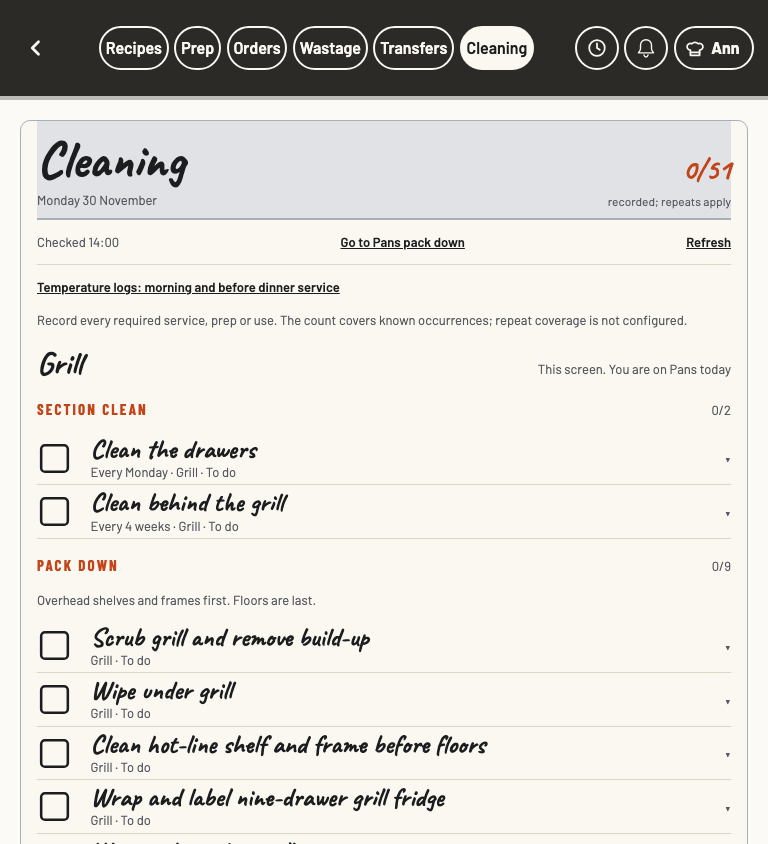 Recipes Prep Orders Wastage Transfers Cleaning Ann
Cleaning 0/51
Monday 30 November recorded; repeats apply
Checked 14:00 Go to Pans pack down Refresh
Temperature logs: morning and before dinner service
Record every required service, prep or use. The count covers known occurrences; repeat coverage is not configured.
Grill This screen. You are on Pans today
SECTION CLEAN 0/2
Clean the drawers
Every Monday · Grill · To do
Clean behind the grill
Every 4 weeks · Grill · To do
PACK DOWN 0/9
Overhead shelves and frames first. Floors are last.
Scrub grill and remove build-up
Grill · To do
Wipe under grill
Grill · To do
Clean hot-line shelf and frame before floors
Grill · To do
Wrap and label nine-drawer grill fridge
Grill · To do